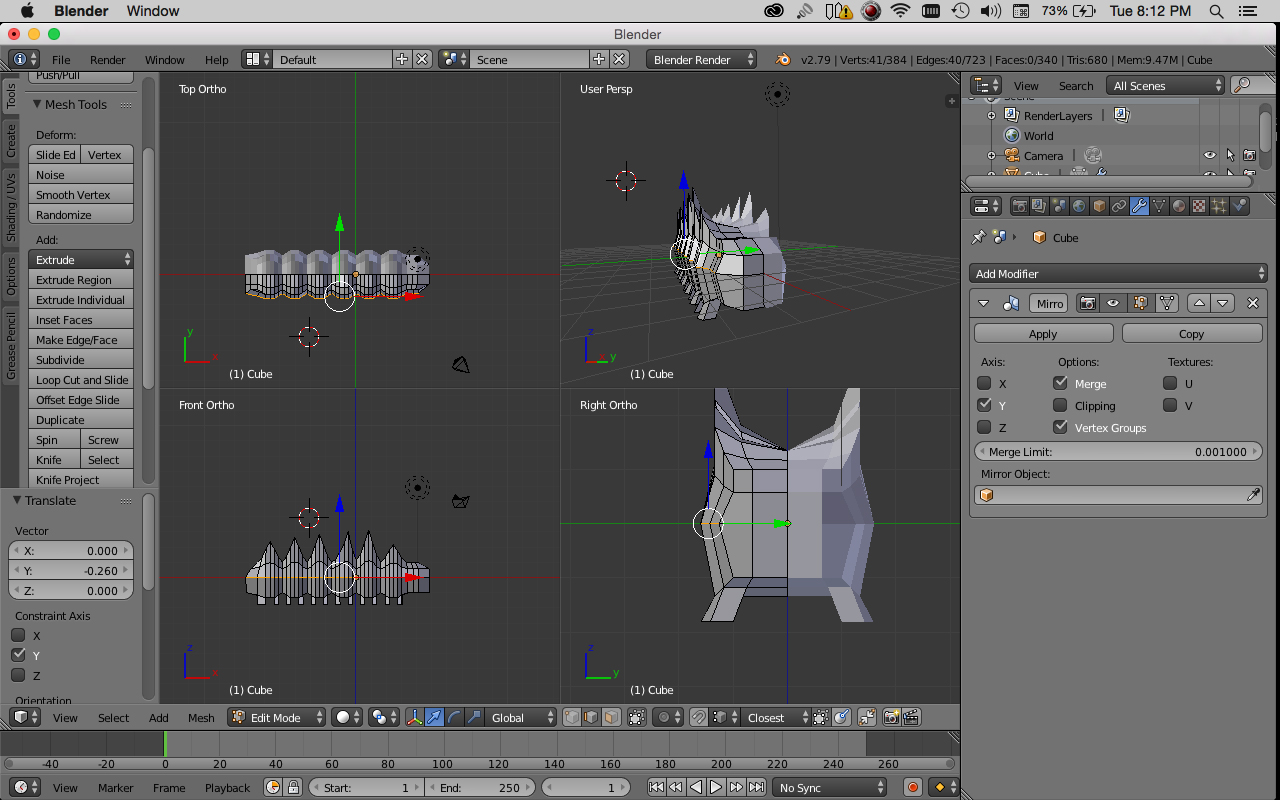 Blender Window 73% Tue 8:12 PM
Blender
File Render Window Help Default Scene Blender Render v2.79 | Verts:41/384 | Edges:40/723 | Faces:0/340 | Tris:680 | Mem:9.47M | Cube
Tools
Create
Shading / UVs
Options
Grease Pencil
Push/Pull
Mesh Tools
Deform:
Slide Ed Vertex
Noise
Smooth Vertex
Randomize
Add:
Extrude
Extrude Region
Extrude Individual
Inset Faces
Make Edge/Face
Subdivide
Loop Cut and Slide
Offset Edge Slide
Duplicate
Spin Screw
Knife Select
Knife Project
Translate
Vector
X: 0.000
Y: -0.260
Z: 0.000
Constraint Axis
X
Y
Z
Orientation
Top Ortho
y
x
(1) Cube
User Persp
z
y
(1) Cube
Front Ortho
z
x
(1) Cube
Right Ortho
z
y
(1) Cube
View Search All Scenes
Scene
RenderLayers
World
Camera
Cube
Cube
Add Modifier
Mirro
Apply Copy
Axis: Options: Textures:
X Merge U
Y Clipping V
Z Vertex Groups
Merge Limit: 0.001000
Mirror Object:
View Select Add Mesh Edit Mode Global Closest
-40 -20 0 20 40 60 80 100 120 140 160 180 200 220 240 260
View Marker Frame Playback Start: 1 End: 250 1 No Sync